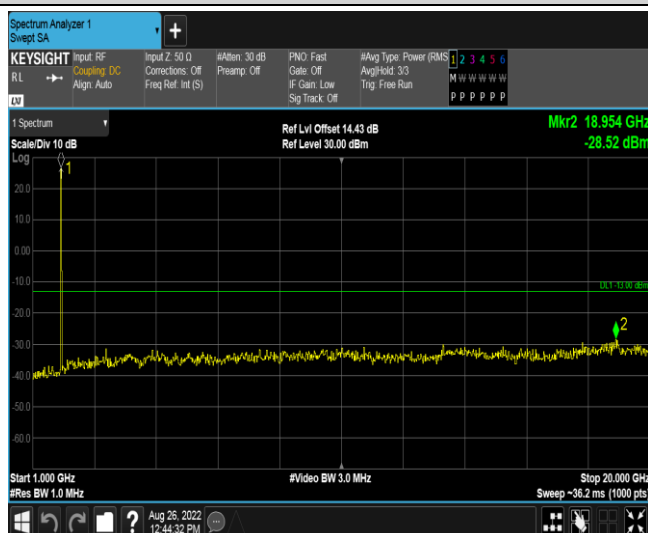 Spectrum Analyzer 1
Swept SA
KEYSIGHT
RL
LXI
Input: RF
Coupling: DC
Align: Auto
Input Z: 50 Ω
Corrections: Off
Freq Ref: Int (S)
#Atten: 30 dB
Preamp: Off
PNO: Fast
Gate: Off
IF Gain: Low
Sig Track: Off
#Avg Type: Power (RMS
Avg|Hold: 3/3
Trig: Free Run
1 2 3 4 5 6
M W W W W W
P P P P P P
1 Spectrum
Scale/Div 10 dB
Log
Ref Lvl Offset 14.43 dB
Ref Level 30.00 dBm
Mkr2 18.954 GHz
-28.52 dBm
1
20.0
10.0
0.00
-10.0
DL1 -13.00 dBm
-20.0
2
-30.0
-40.0
-50.0
-60.0
Start 1.000 GHz
#Video BW 3.0 MHz
Stop 20.000 GHz
#Res BW 1.0 MHz
Sweep ~36.2 ms (1000 pts)
?
Aug 26, 2022
12:44:32 PM